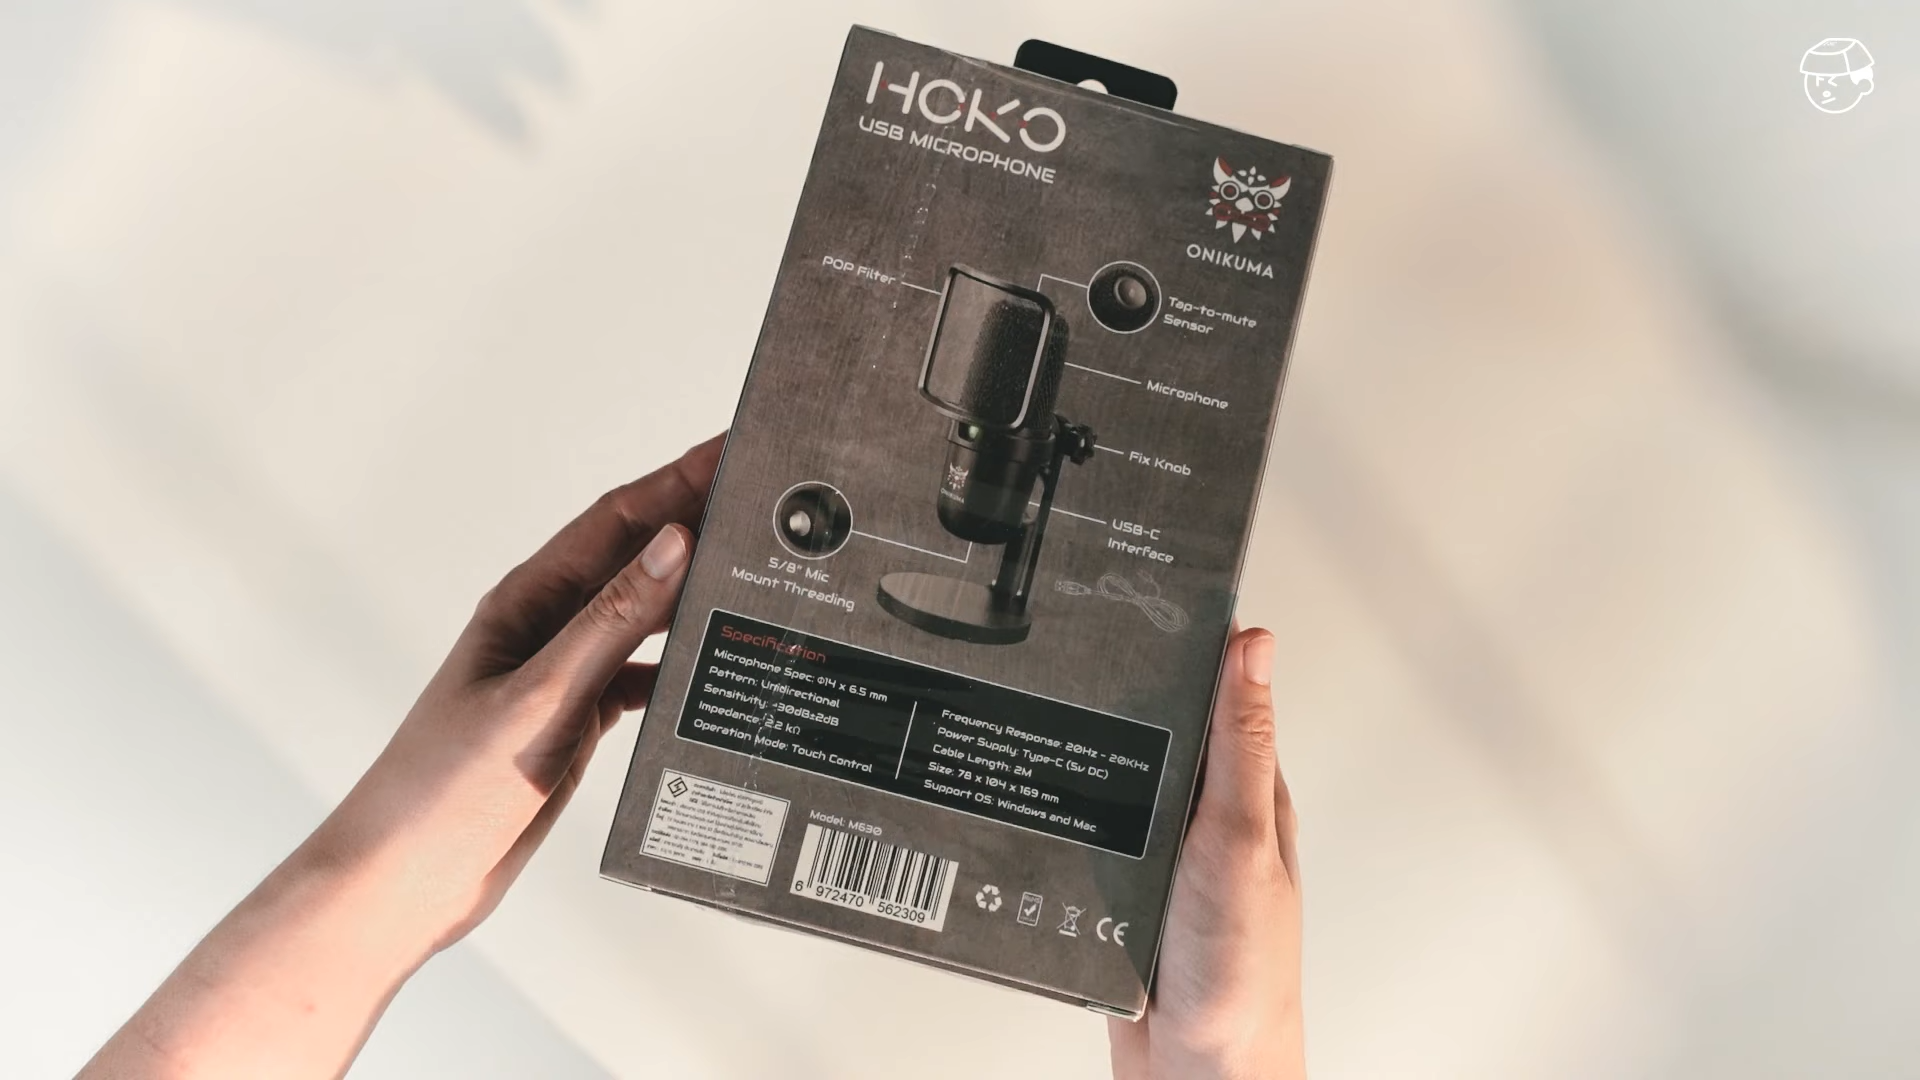 HOKO
USB MICROPHONE
ONIKUMA
POP Filter
Tap-to-mute
Sensor
Microphone
Fix Knob
ONIKUMA
USB-C
Interface
5/8" Mic
Mount Threading
Specification
Microphone Spec: Φ14 x 6.5 mm
Pattern: Unidirectional
Sensitivity: -30dB±2dB
Impedance: 2.2 kΩ
Operation Mode: Touch Control
Frequency Response: 20Hz - 20KHz
Power Supply: Type-C (5v DC)
Cable Length: 2M
Size: 78 x 104 x 169 mm
Support OS: Windows and Mac
Model: M630
6 972470 562309
CE